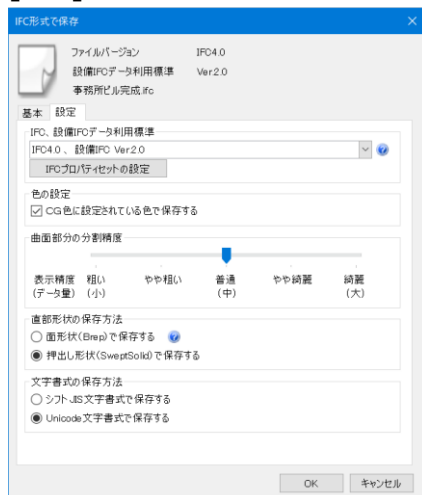 IFC形式で保存
ファイルバージョン IFC4.0
設備IFCデータ利用標準 Ver.2.0
事務所ビル完成.ifc
基本 設定
IFC、設備IFCデータ利用標準
IFC4.0 、 設備IFC Ver.2.0
IFCプロパティセットの設定
色の設定
CG色に設定されている色で保存する
曲面部分の分割精度
表示精度 粗い やや粗い 普通 やや綺麗 綺麗
(データ量) (小) (中) (大)
直部形状の保存方法
面形状(Brep)で保存する
押出し形状(SweptSolid)で保存する
文字書式の保存方法
シフトJIS文字書式で保存する
Unicode文字書式で保存する
OK キャンセル